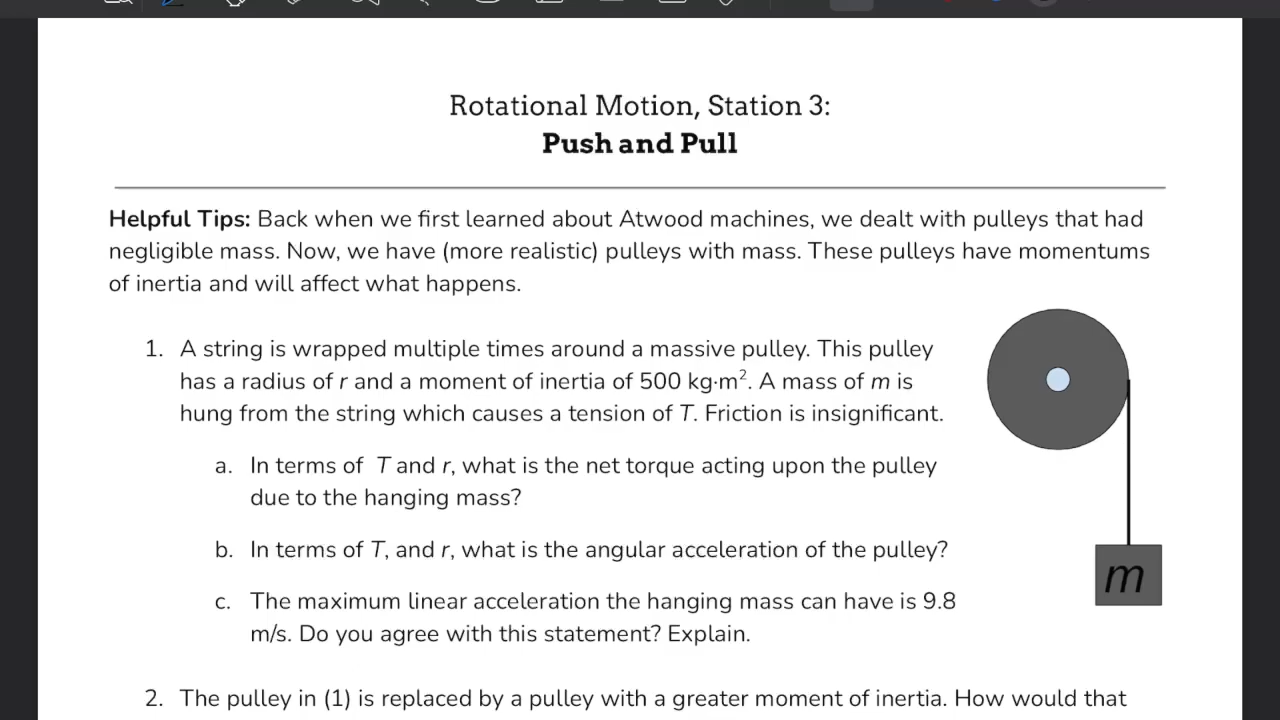 Rotational Motion, Station 3:
Push and Pull
Helpful Tips: Back when we first learned about Atwood machines, we dealt with pulleys that had
negligible mass. Now, we have (more realistic) pulleys with mass. These pulleys have momentums
of inertia and will affect what happens.
1. A string is wrapped multiple times around a massive pulley. This pulley
has a radius of r and a moment of inertia of 500 kg·m². A mass of m is
hung from the string which causes a tension of T. Friction is insignificant.
a. In terms of T and r, what is the net torque acting upon the pulley
due to the hanging mass?
b. In terms of T, and r, what is the angular acceleration of the pulley?
c. The maximum linear acceleration the hanging mass can have is 9.8
m/s. Do you agree with this statement? Explain.
m
2. The pulley in (1) is replaced by a pulley with a greater moment of inertia. How would that